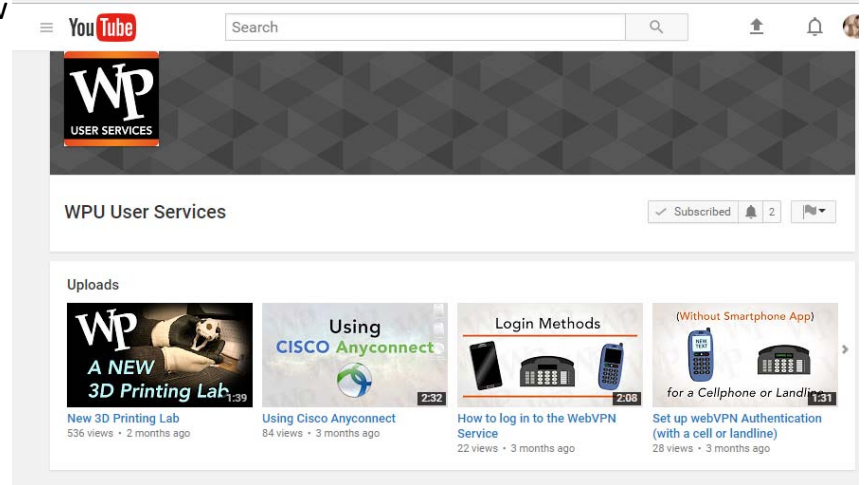 You Tube
Search
WP
USER SERVICES
WPU User Services
Subscribed 2
Uploads
WP
A NEW
3D Printing Lab
1:39
New 3D Printing Lab
536 views • 2 months ago
Using
CISCO Anyconnect
2:32
Using Cisco Anyconnect
84 views • 3 months ago
Login Methods
2:08
How to log in to the WebVPN
Service
22 views • 3 months ago
(Without Smartphone App)
NEW
TEXT
for a Cellphone or Landline
1:31
Set up webVPN Authentication
(with a cell or landline)
28 views • 3 months ago